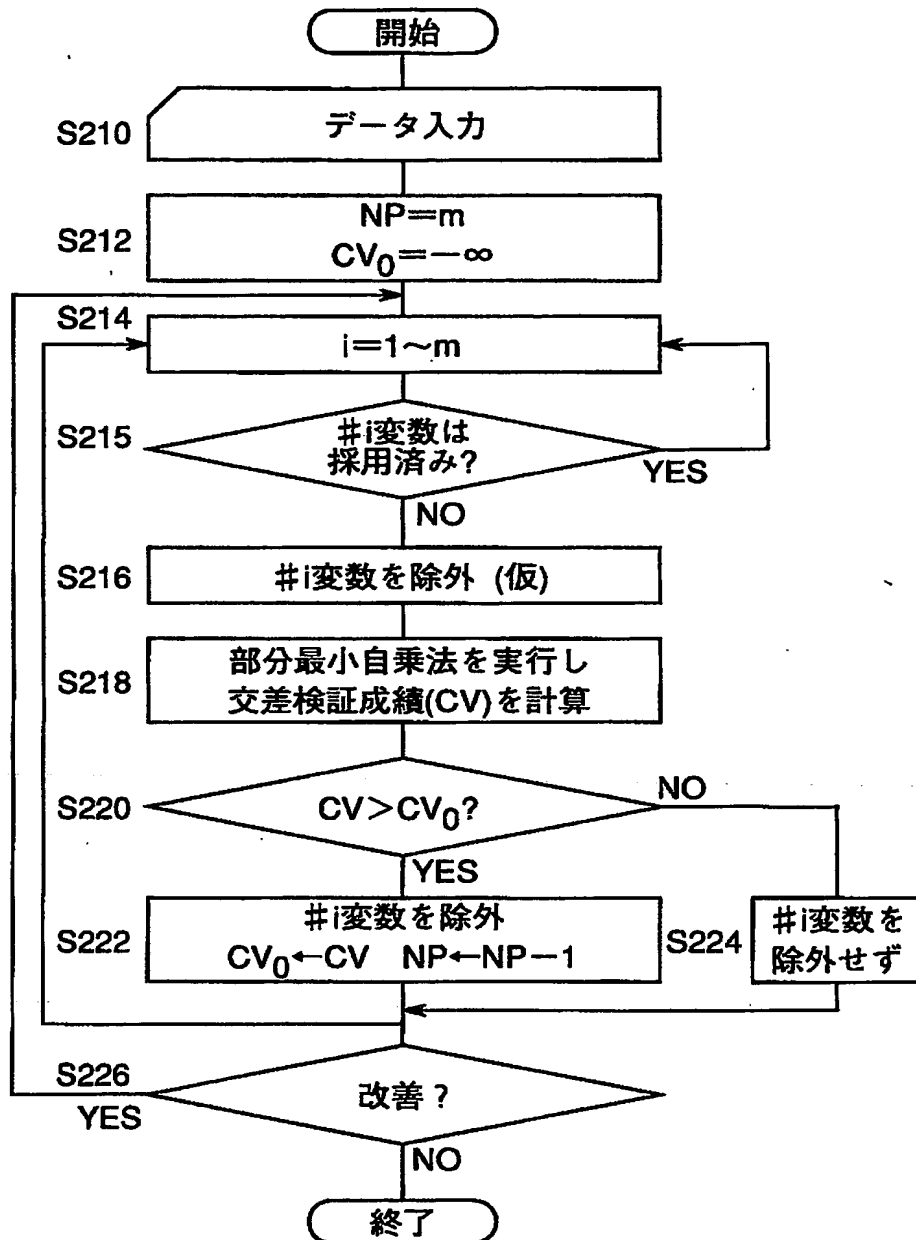 開始
S210
データ入力
S212
NP=m
CV₀=−∞
S214
i=1〜m
S215
#i変数は
採用済み?
YES
NO
S216
#i変数を除外 (仮)
S218
部分最小自乗法を実行し
交差検証成績(CV)を計算
S220
CV>CV₀?
NO
YES
S222
#i変数を除外
CV₀←CV NP←NP−1
S224
#i変数を
除外せず
S226
改善?
YES
NO
終了